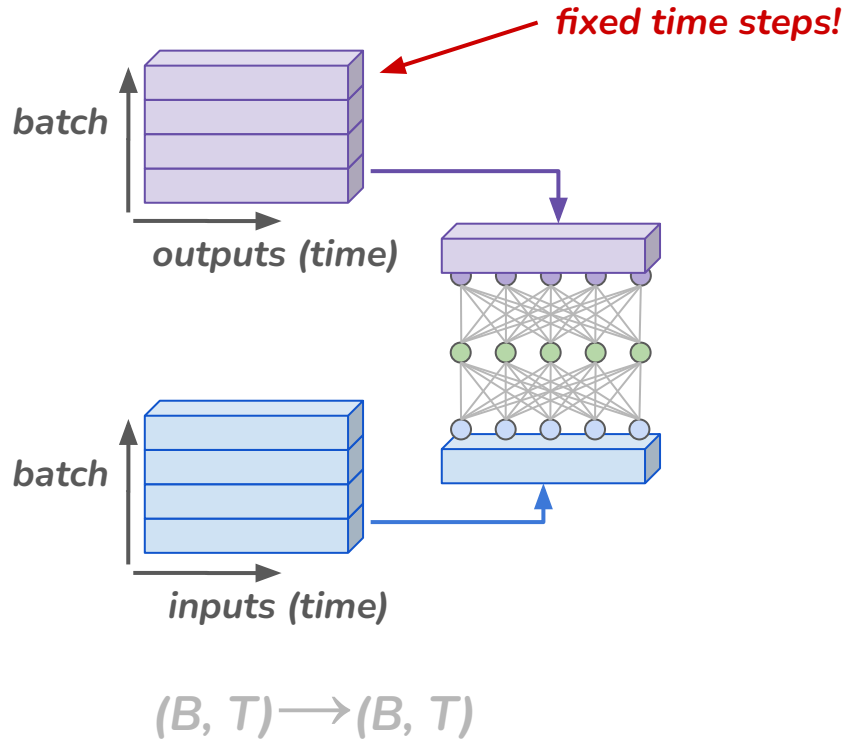 fixed time steps!
batch
outputs (time)
batch
inputs (time)
(B, T)⟶(B, T)